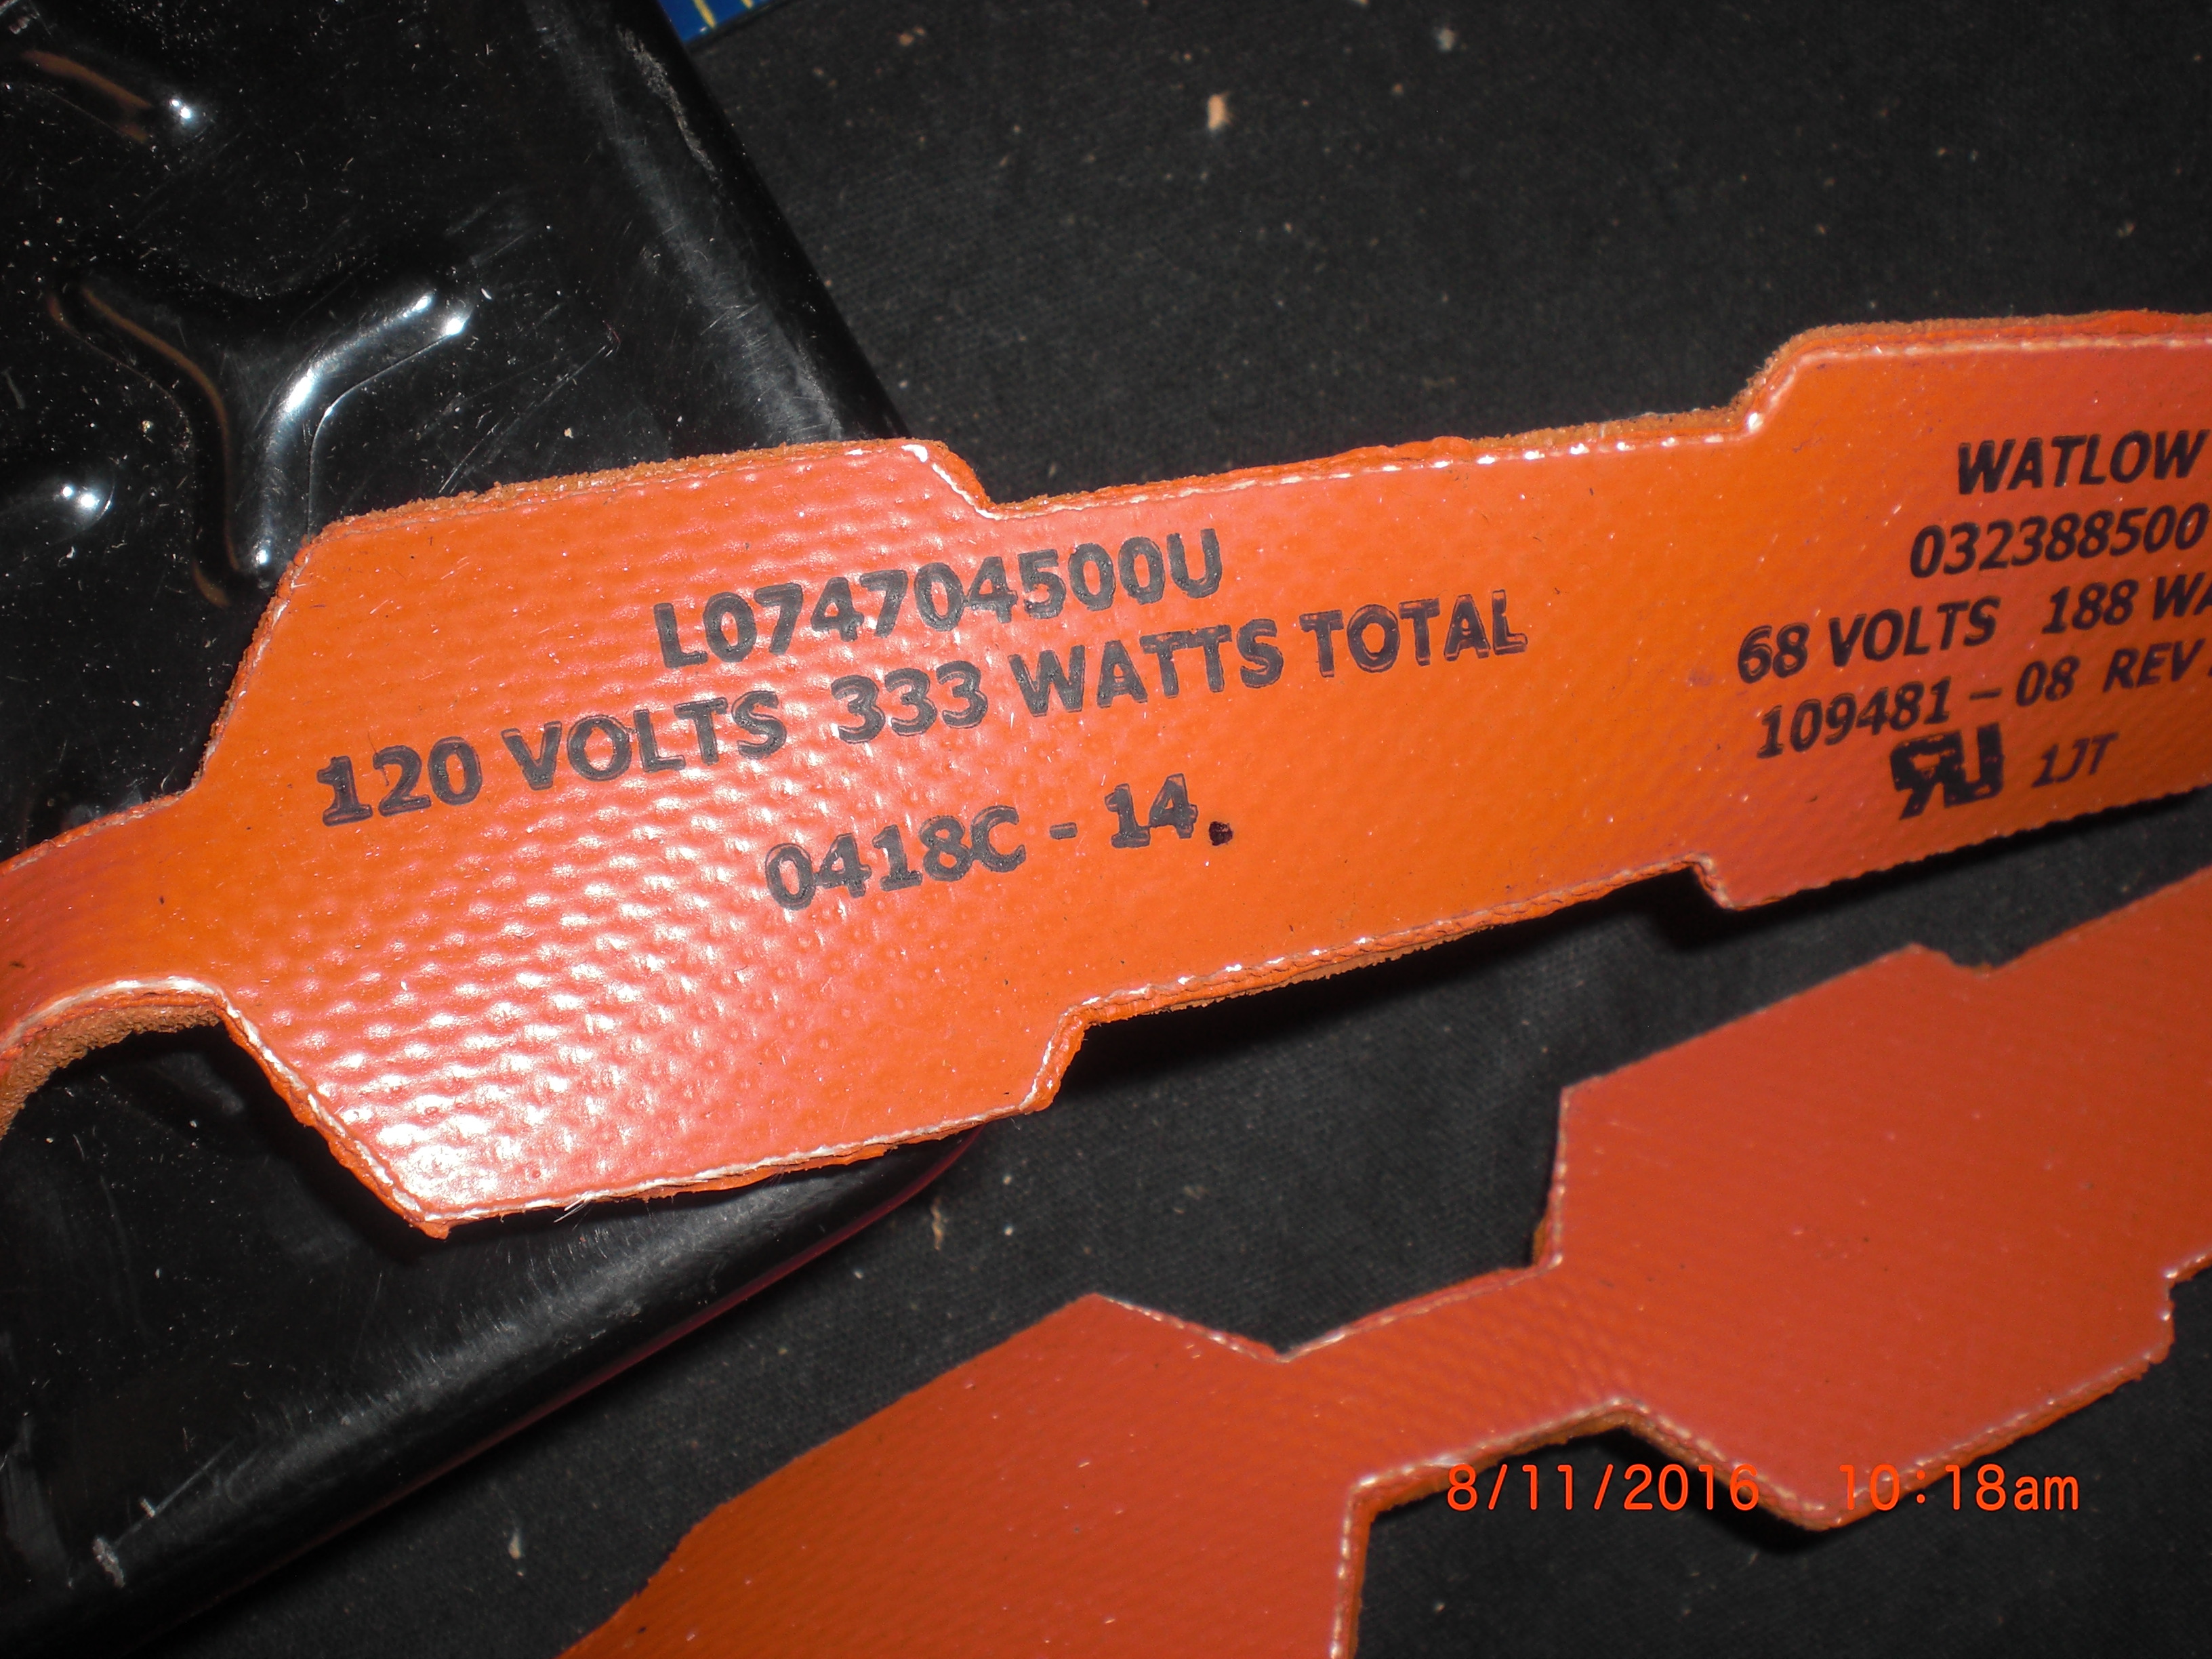 L074704500U
120 VOLTS 333 WATTS TOTAL
0418C - 14
WATLOW
032388500
68 VOLTS 188 WA
109481 - 08 REV
1JT
8/11/2016 10:18am